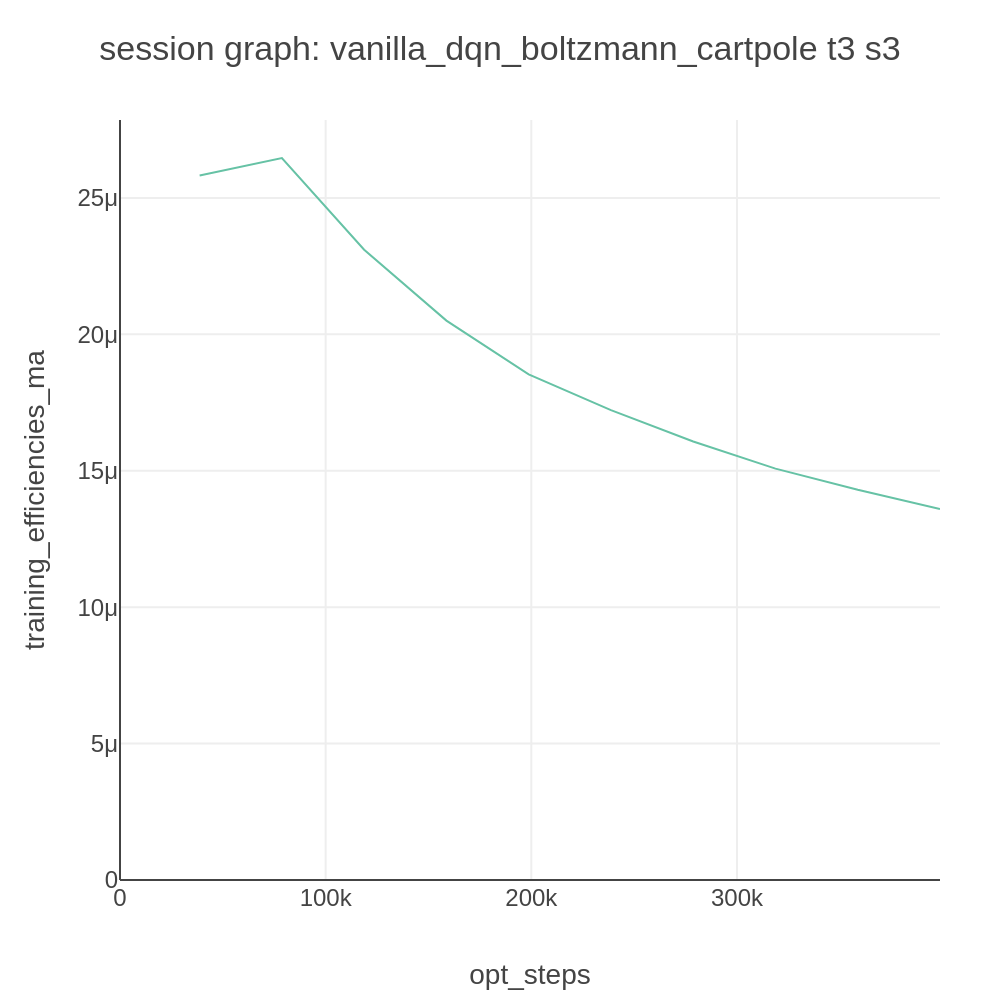 session graph: vanilla_dqn_boltzmann_cartpole t3 s3
training_efficiencies_ma
25μ
20μ
15μ
10μ
5μ
0
0
100k
200k
300k
opt_steps